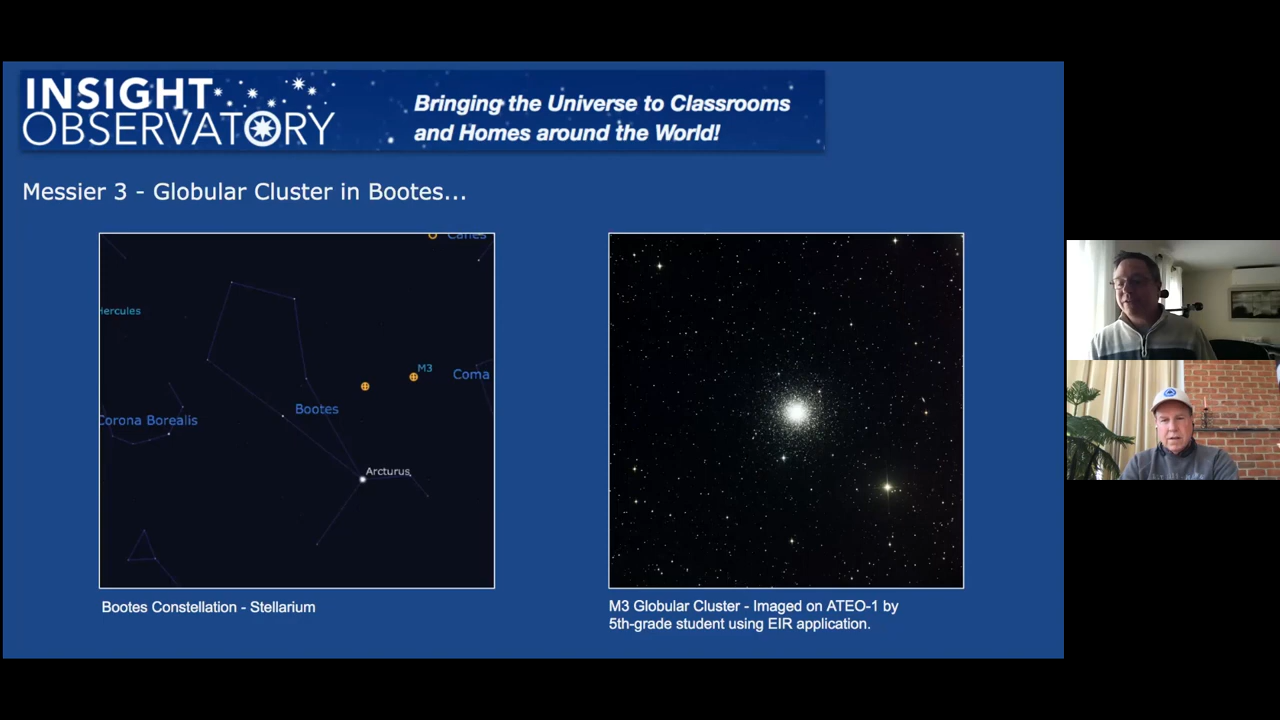 INSIGHT
OBSERVATORY
Bringing the Universe to Classrooms
and Homes around the World!
Messier 3 - Globular Cluster in Bootes...
Canes
Hercules
M3
Coma
Bootes
Corona Borealis
Arcturus
Bootes Constellation - Stellarium
M3 Globular Cluster - Imaged on ATEO-1 by
5th-grade student using EIR application.